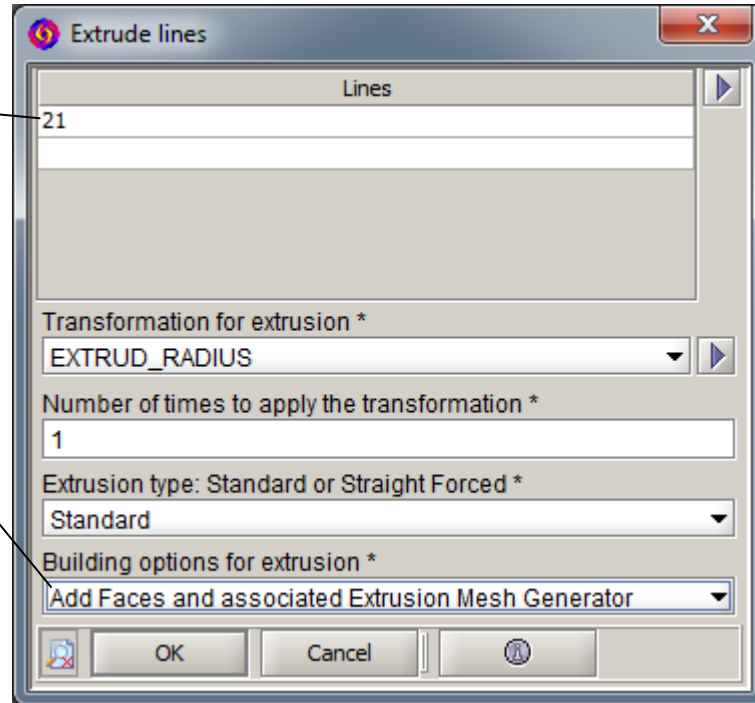 Extrude lines
Lines
21
Transformation for extrusion *
EXTRUD_RADIUS
Number of times to apply the transformation *
1
Extrusion type: Standard or Straight Forced *
Standard
Building options for extrusion *
Add Faces and associated Extrusion Mesh Generator
OK Cancel